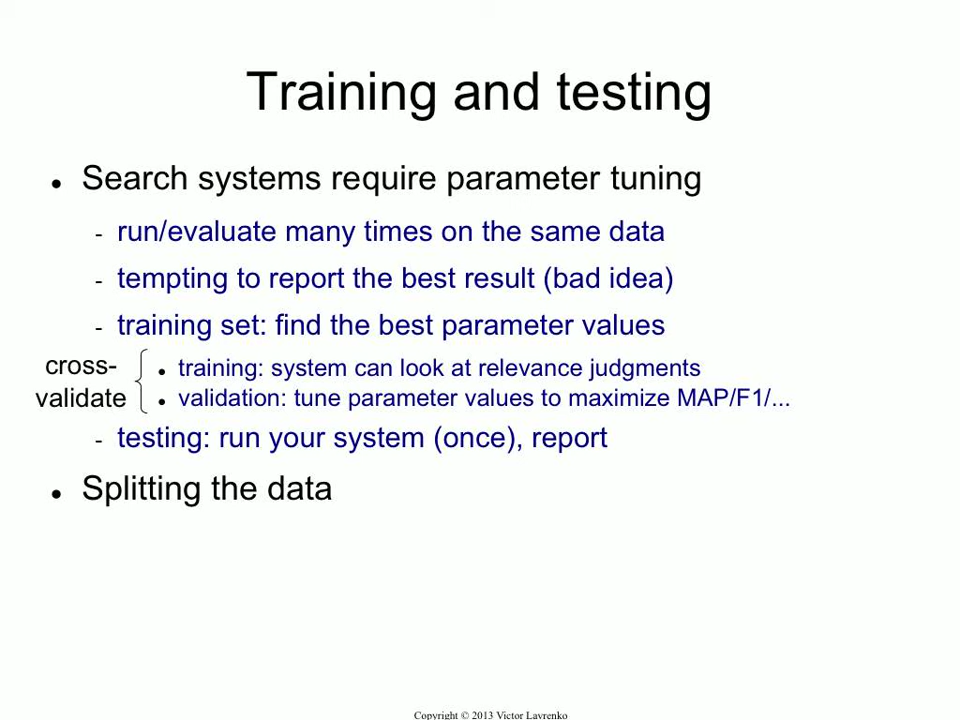 Training and testing
● Search systems require parameter tuning
- run/evaluate many times on the same data
- tempting to report the best result (bad idea)
- training set: find the best parameter values
cross-
validate
● training: system can look at relevance judgments
● validation: tune parameter values to maximize MAP/F1/...
- testing: run your system (once), report
● Splitting the data
Copyright © 2013 Victor Lavrenko